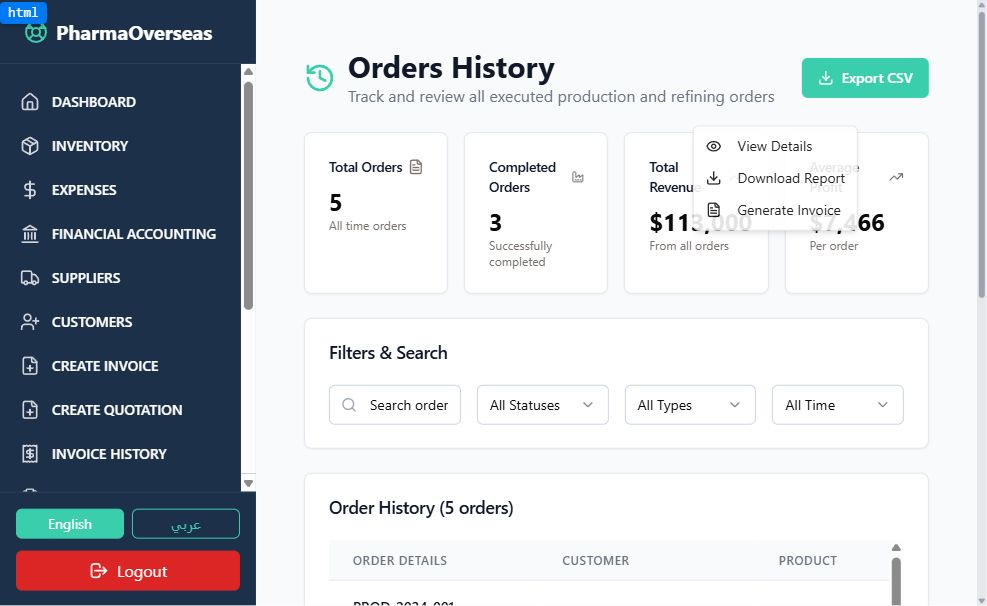 html
PharmaOverseas
DASHBOARD
INVENTORY
EXPENSES
FINANCIAL ACCOUNTING
SUPPLIERS
CUSTOMERS
CREATE INVOICE
CREATE QUOTATION
INVOICE HISTORY
English
عربي
Logout
Orders History
Track and review all executed production and refining orders
Export CSV
View Details
Download Report
Generate Invoice
Total Orders
5
All time orders
Completed
Orders
3
Successfully
completed
Total
Revenue
$113,000
From all orders
Average
Profit
$7,466
Per order
Filters & Search
Search order
All Statuses
All Types
All Time
Order History (5 orders)
ORDER DETAILS
CUSTOMER
PRODUCT
PROD-2024-001